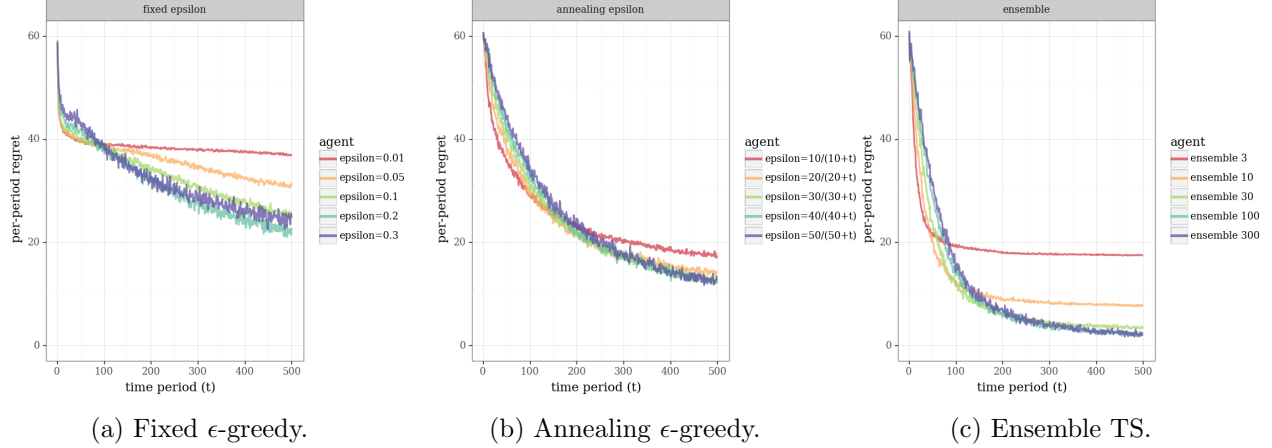 fixed epsilon
60
40
20
0
per-period regret
0 100 200 300 400 500
time period (t)
agent
epsilon=0.01
epsilon=0.05
epsilon=0.1
epsilon=0.2
epsilon=0.3
(a) Fixed ϵ-greedy.
annealing epsilon
60
40
20
0
per-period regret
0 100 200 300 400 500
time period (t)
agent
epsilon=10/(10+t)
epsilon=20/(20+t)
epsilon=30/(30+t)
epsilon=40/(40+t)
epsilon=50/(50+t)
(b) Annealing ϵ-greedy.
ensemble
60
40
20
0
per-period regret
0 100 200 300 400 500
time period (t)
agent
ensemble 3
ensemble 10
ensemble 30
ensemble 100
ensemble 300
(c) Ensemble TS.